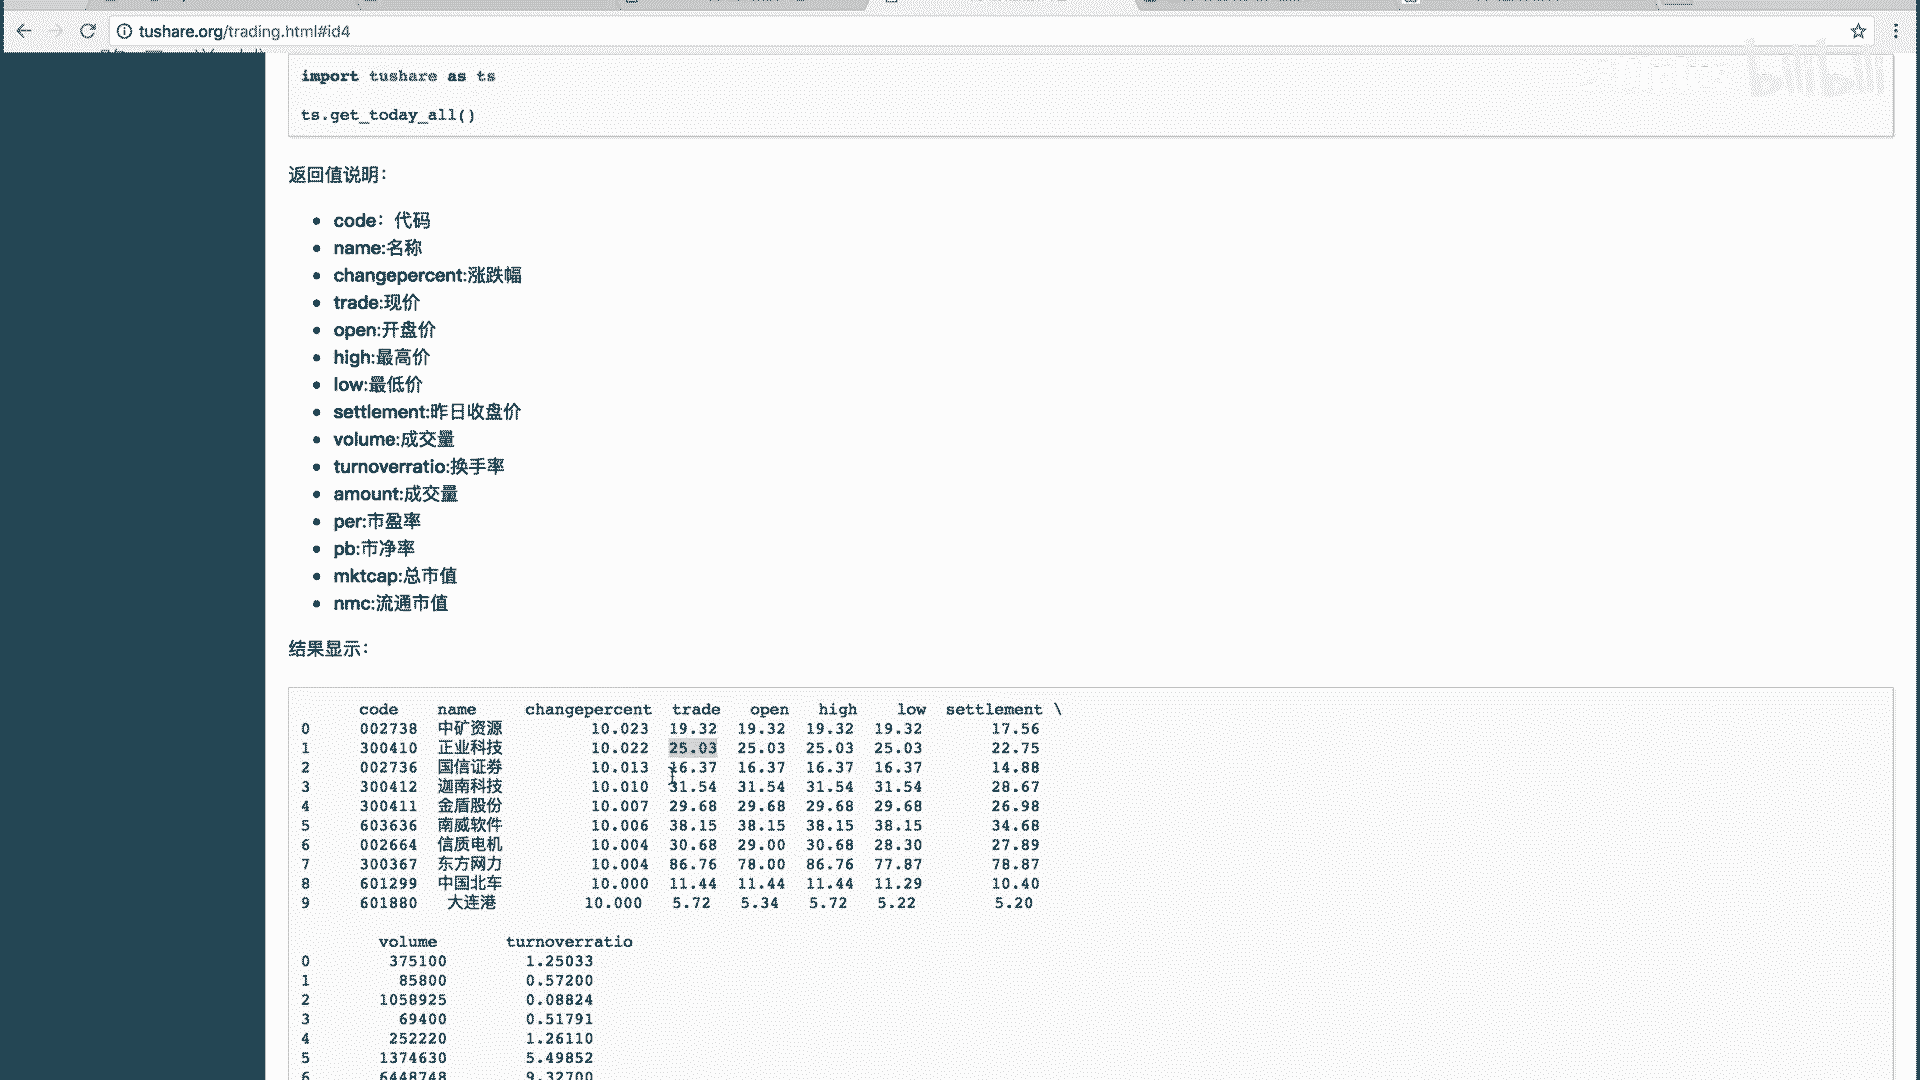 tushare.org/trading.html#id4
bilibili
import tushare as ts
ts.get_today_all()
返回值说明：
code：代码
name:名称
changepercent:涨跌幅
trade:现价
open:开盘价
high:最高价
low:最低价
settlement:昨日收盘价
volume:成交量
turnoverratio:换手率
amount:成交量
per:市盈率
pb:市净率
mktcap:总市值
nmc:流通市值
结果显示：
code name changepercent trade open high low settlement \
0 002738 中矿资源 10.023 19.32 19.32 19.32 19.32 17.56
1 300410 正业科技 10.022 25.03 25.03 25.03 25.03 22.75
2 002736 国信证券 10.013 16.37 16.37 16.37 16.37 14.88
3 300412 迦南科技 10.010 31.54 31.54 31.54 31.54 28.67
4 300411 金盾股份 10.007 29.68 29.68 29.68 29.68 26.98
5 603636 南威软件 10.006 38.15 38.15 38.15 38.15 34.68
6 002664 信质电机 10.004 30.68 29.00 30.68 28.30 27.89
7 300367 东方网力 10.004 86.76 78.00 86.76 77.87 78.87
8 601299 中国北车 10.000 11.44 11.44 11.44 11.29 10.40
9 601880 大连港 10.000 5.72 5.34 5.72 5.22 5.20
volume turnoverratio
0 375100 1.25033
1 85800 0.57200
2 1058925 0.08824
3 69400 0.51791
4 252220 1.26110
5 1374630 5.49852
6 6448748 9.32700